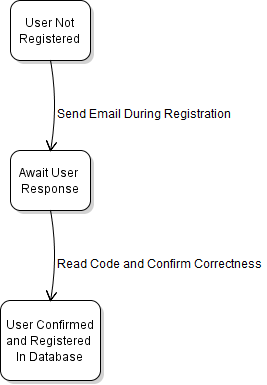 User Not
Registered
Send Email During Registration
Await User
Response
Read Code and Confirm Correctness
User Confirmed
and Registered
In Database